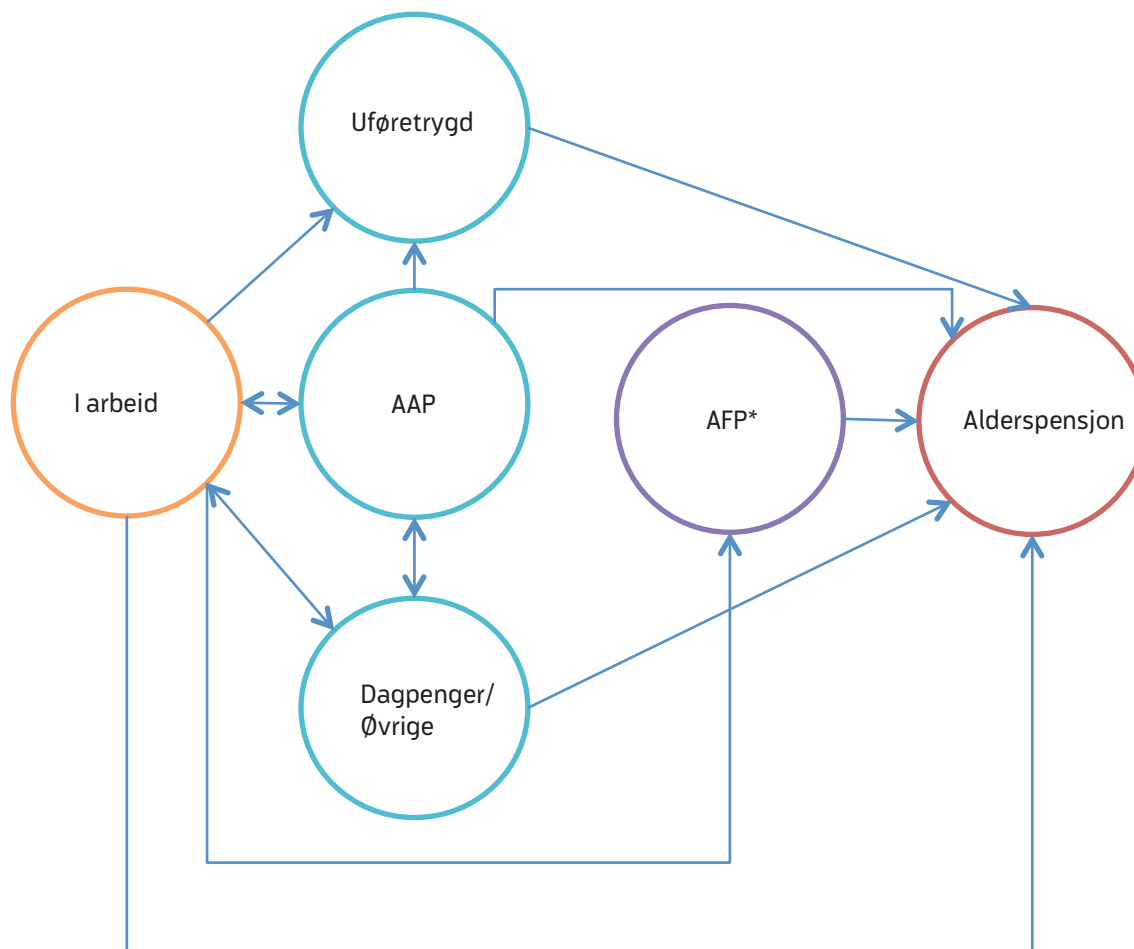 Uføretrygd
I arbeid
AAP
AFP*
Alderspensjon
Dagpenger/
Øvrige